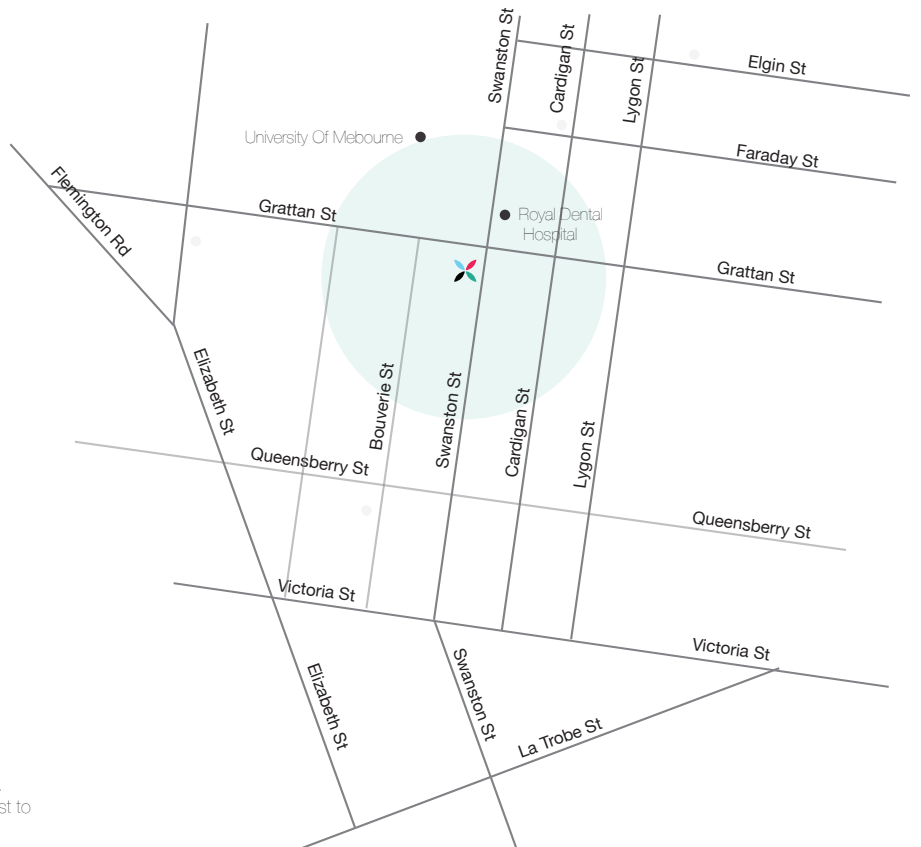 Swanston St
Cardigan St
Lygon St
Elgin St
University Of Mebourne
Faraday St
Flemington Rd
Grattan St
Royal Dental
Hospital
Grattan St
Elizabeth St
Bouverie St
Swanston St
Cardigan St
Lygon St
Queensberry St
Queensberry St
Victoria St
Victoria St
Elizabeth St
Swanston St
La Trobe St
st to